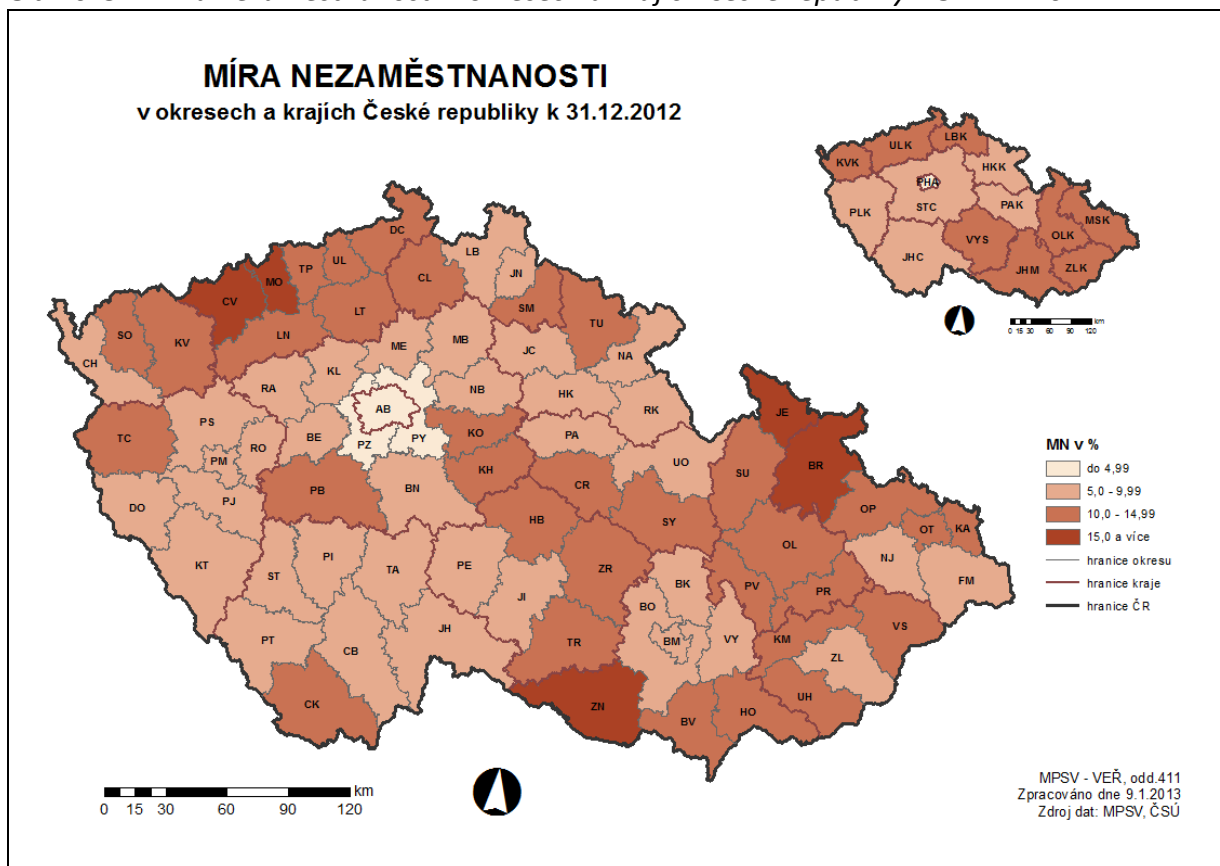 MÍRA NEZAMĚSTNANOSTI
v okresech a krajích České republiky k 31.12.2012
KVK
ULK
LBK
HKK
PHA
STC
PLK
PAK
MSK
OLK
VYS
JHC
JHM
ZLK
km
0 15 30 60 90 120
DC
LB
UL
TP
JN
MO
CL
CV
LT
SM
SO
TU
KV
LN
ME
MB
JC
NA
CH
KL
RA
NB
HK
AB
RK
PS
TC
BE
PZ
PY
KO
PA
RO
PM
UO
JE
KH
SU
BR
CR
PB
BN
PJ
DO
HB
SY
OP
OT
KA
OL
KT
ST
PI
TA
PE
ZR
BK
PV
PR
NJ
FM
JI
BO
JH
TR
BM
VY
KM
VS
PT
CB
ZL
CK
ZN
BV
HO
UH
MN v %
do 4,99
5,0 - 9,99
10,0 - 14,99
15,0 a více
hranice okresu
hranice kraje
hranice ČR
km
0 15 30 60 90 120
MPSV - VEŘ, odd.411
Zpracováno dne 9.1.2013
Zdroj dat: MPSV, ČSÚ